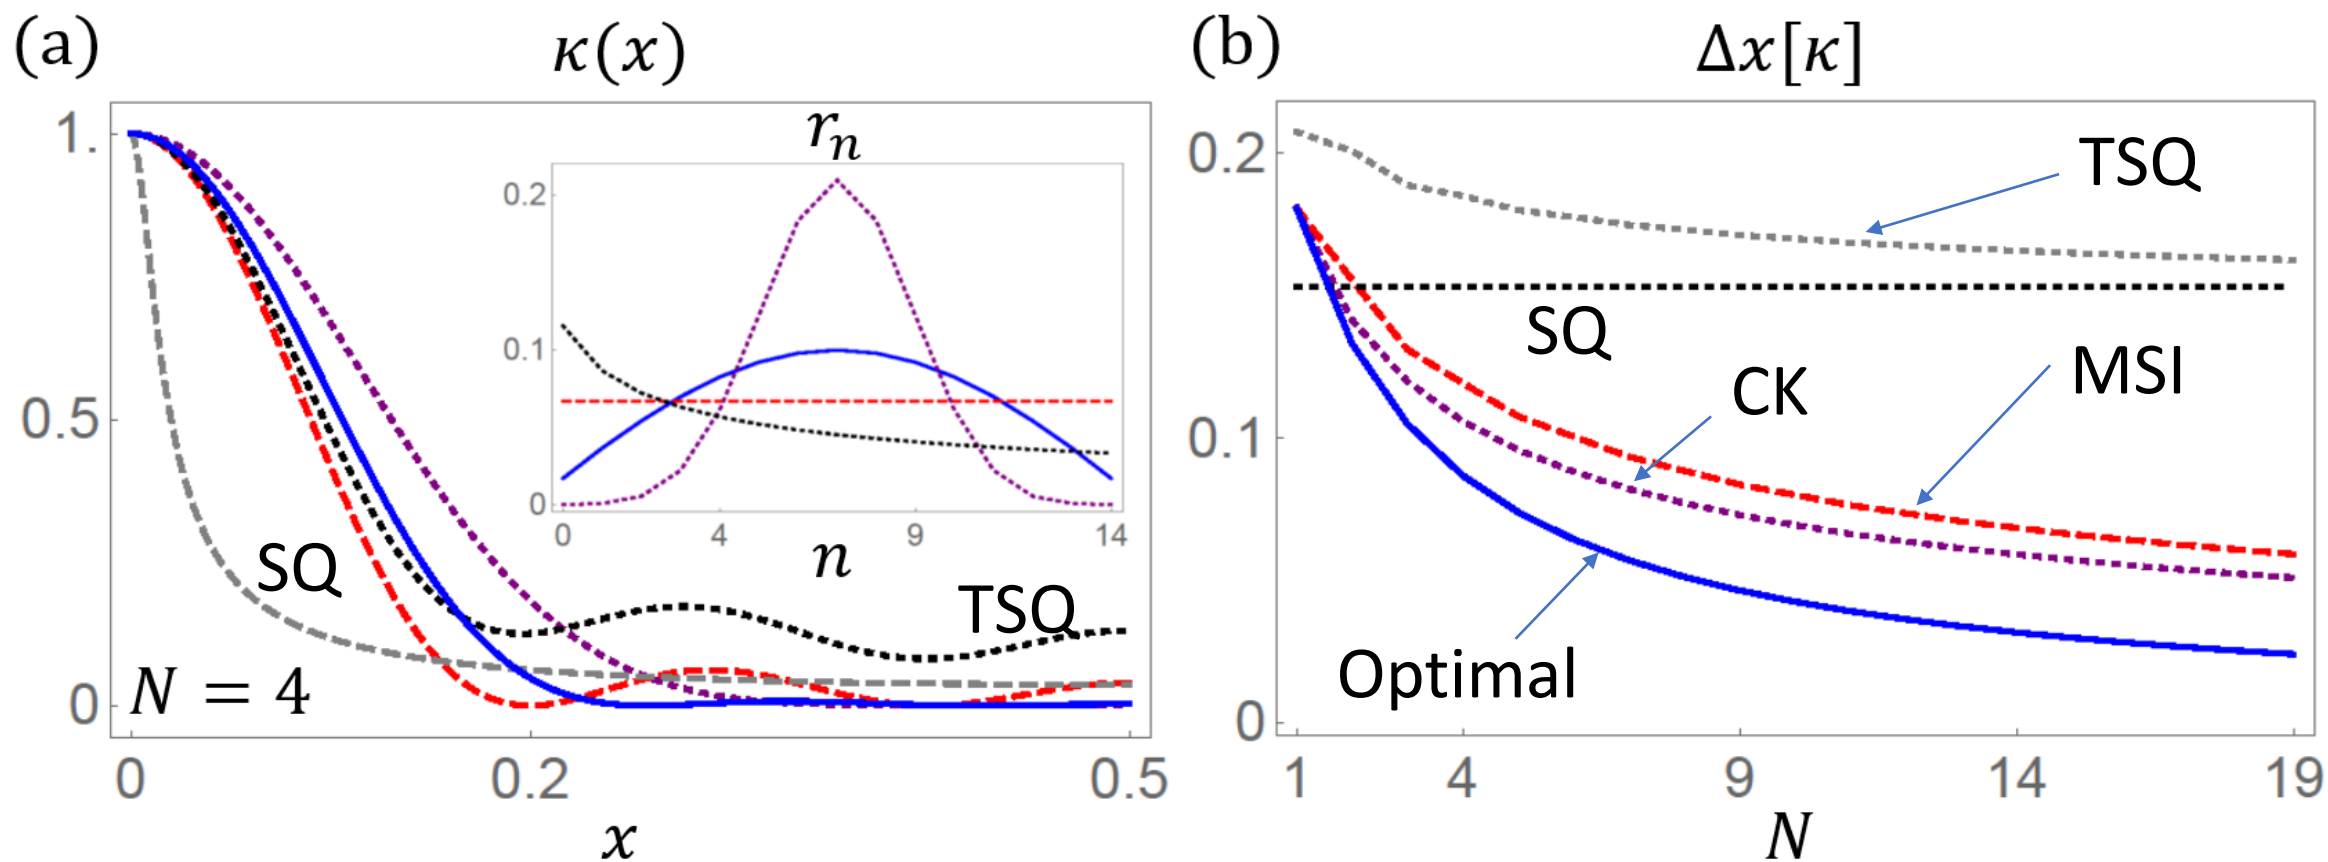 (a)
κ(x)
1.
0.5
0
0
0.2
0.5
x
SQ
TSQ
N = 4
r_n
0.2
0.1
0
0
4
9
14
n
(b)
Δx[κ]
0.2
0.1
0
1
4
9
14
19
N
TSQ
SQ
CK
MSI
Optimal